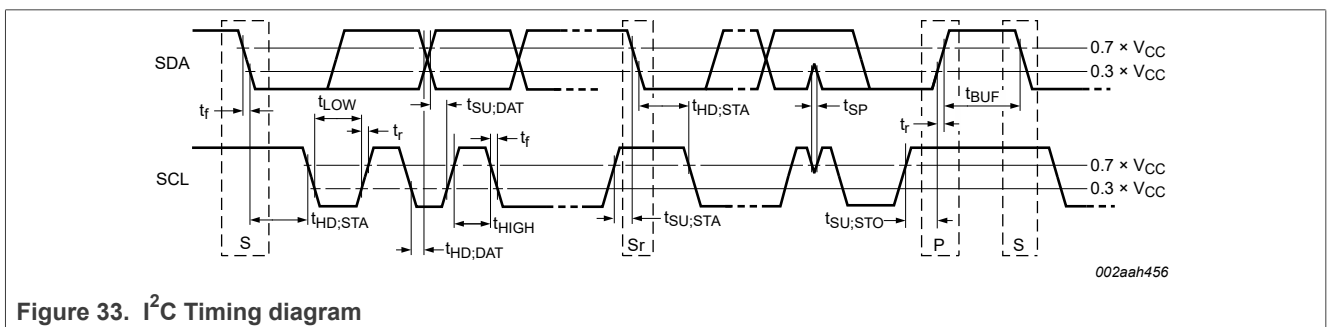 0.7 × VCC
SDA
0.3 × VCC
tLOW
tSU;DAT
tHD;STA
tSP
tBUF
tf
tr
tf
tr
0.7 × VCC
SCL
0.3 × VCC
tHD;STA
tHIGH
tSU;STA
tSU;STO
S
tHD;DAT
Sr
P
S
002aah456
Figure 33. I²C Timing diagram